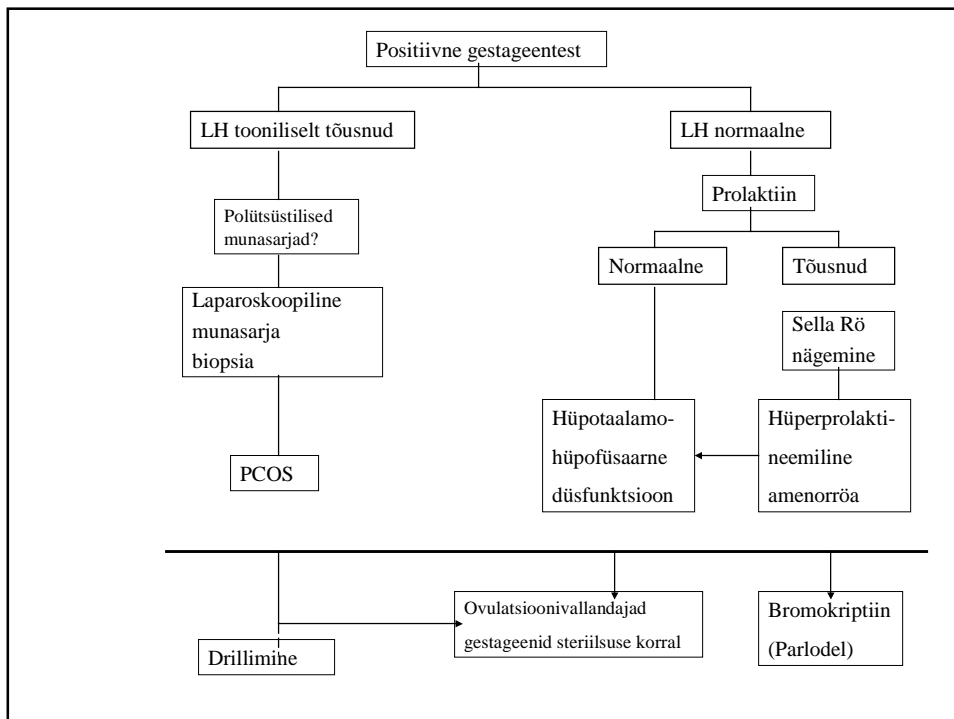 Positiivne gestageentest
LH tooniliselt tõusnud
LH normaalne
Prolaktiin
Polütsüstilised
munasarjad?
Normaalne
Tõusnud
Laparoskoopiline
munasarja
biopsia
Sella Rö
nägemine
Hüpotaalamo-
hüpofüsaarne
düsfunktsioon
Hüperprolakti-
neemiline
amenorröa
PCOS
Ovulatsioonivallandajad
gestageenid steriilsuse korral
Bromokriptiin
(Parlodel)
Drillimine